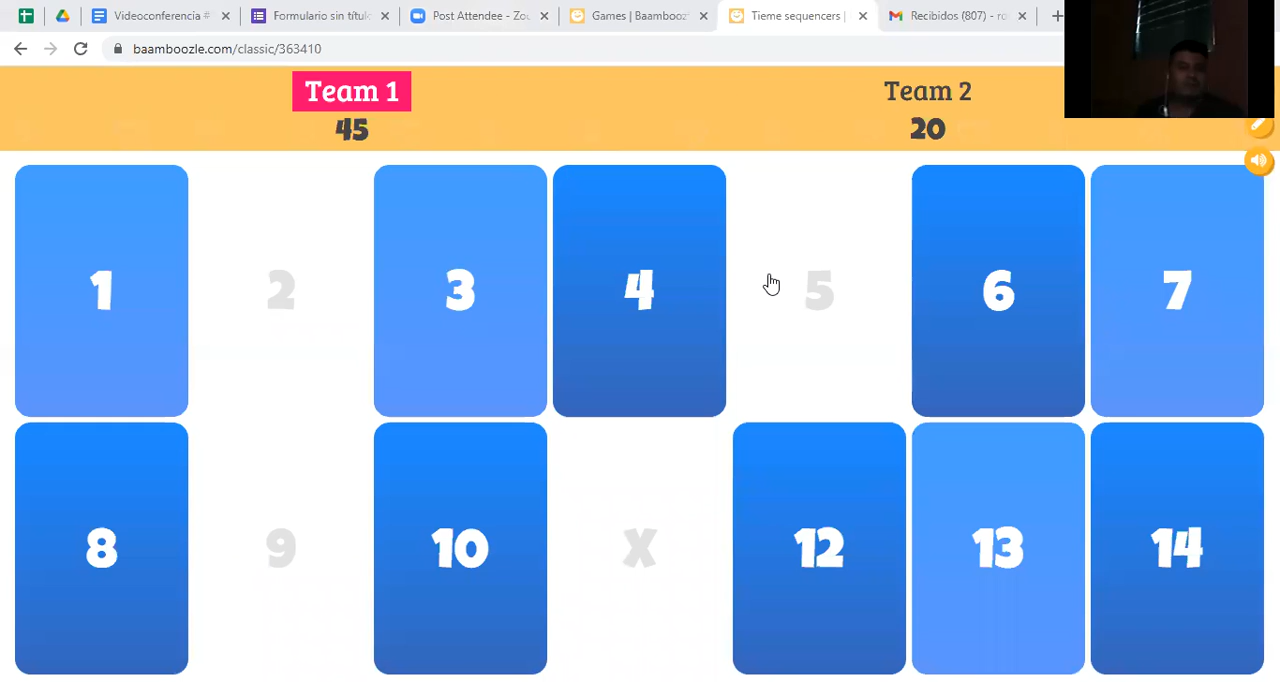 Videoconferencia #
Formulario sin títul
Post Attendee - Zo
Games | Baambooz
Tieme sequencers |
Recibidos (807) - ro
baamboozle.com/classic/363410
Team 1
Team 2
45
20
1 2 3 4 5 6 7
8 9 10 X 12 13 14